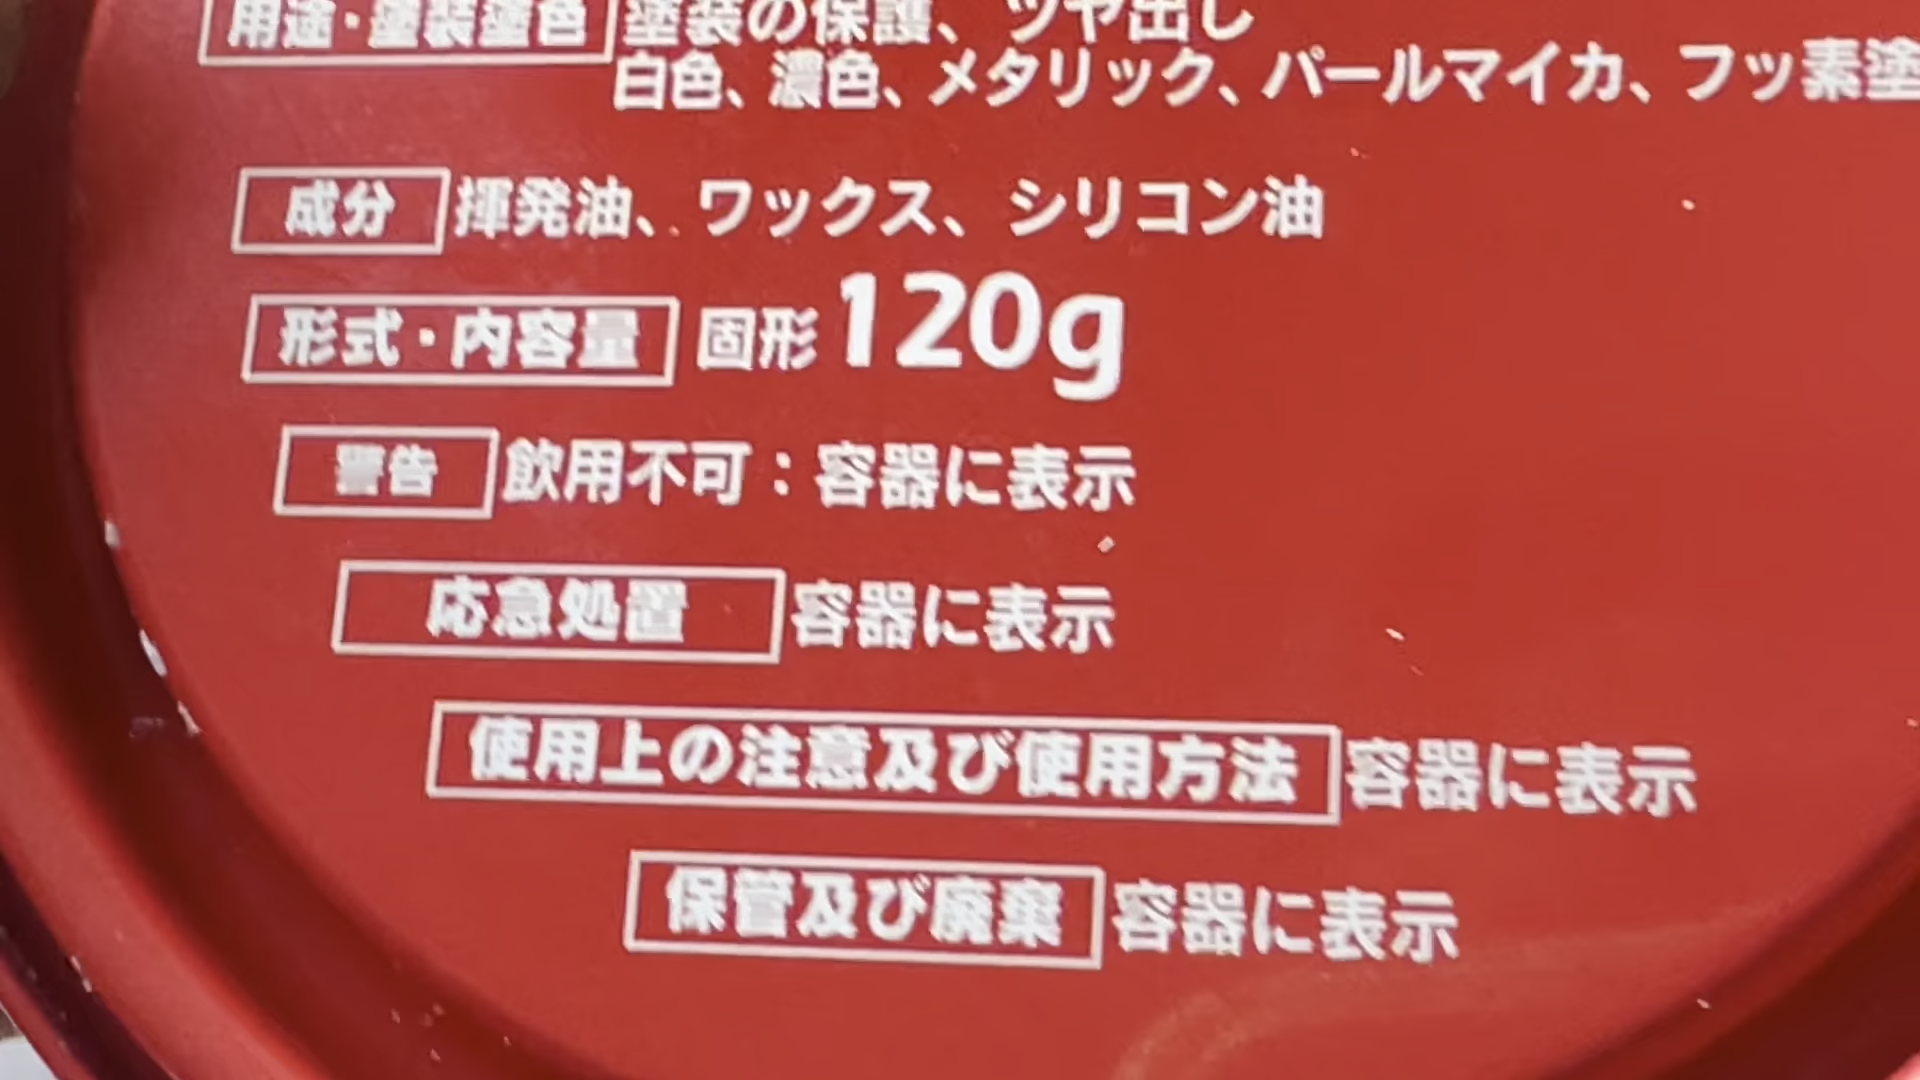 用途・塗装塗色 塗装の保護、ツヤ出し
白色、濃色、メタリック、パールマイカ、フッ素塗
成分 揮発油、ワックス、シリコン油
形式・内容量 固形120g
警告 飲用不可：容器に表示
応急処置 容器に表示
使用上の注意及び使用方法 容器に表示
保管及び廃棄 容器に表示